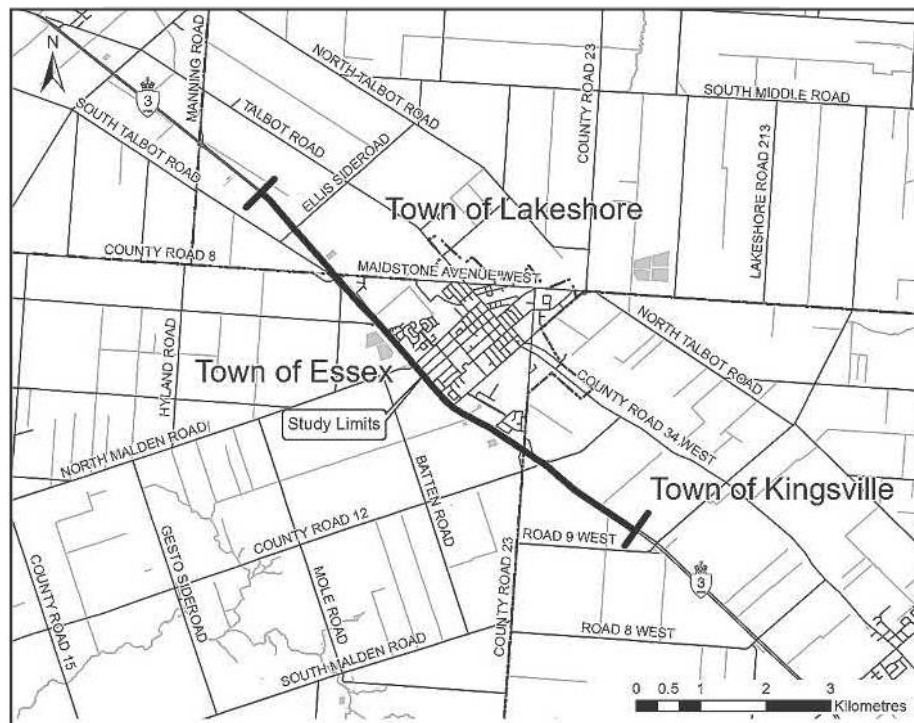 N
3
MANNING ROAD
NORTH TALBOT ROAD
COUNTY ROAD 23
SOUTH MIDDLE ROAD
SOUTH TALBOT ROAD
TALBOT ROAD
ELLIS SIDEROAD
LAKESHORE ROAD 213
Town of Lakeshore
COUNTY ROAD 8
MAIDSTONE AVENUE WEST
HYLAND ROAD
Town of Essex
NORTH TALBOT ROAD
Study Limits
COUNTY ROAD 34 WEST
NORTH MALDEN ROAD
BATTEN ROAD
Town of Kingsville
COUNTY ROAD 12
ROAD 9 WEST
COUNTY ROAD 15
GESTO SIDEROAD
MOLE ROAD
COUNTY ROAD 23
3
SOUTH MALDEN ROAD
ROAD 8 WEST
0 0.5 1 2 3
Kilometres